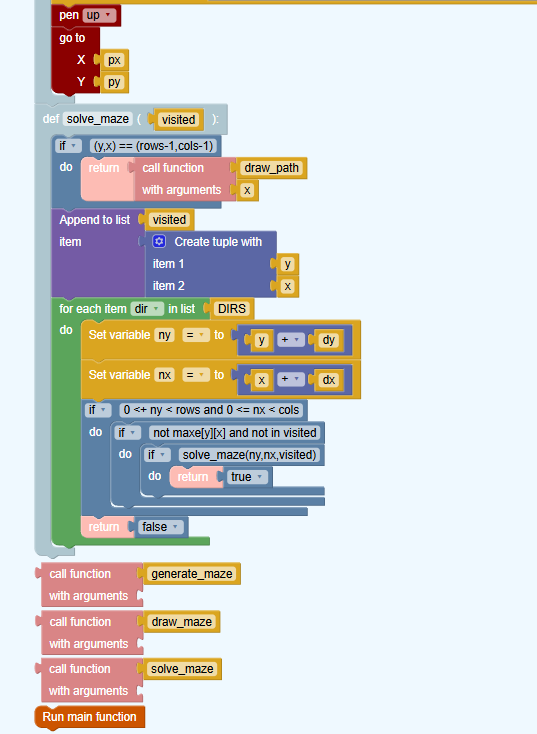 pen up
go to
X px
Y py
def solve_maze ( visited ):
if (y,x) == (rows-1,cols-1)
do return call function draw_path
with arguments x
Append to list visited
item Create tuple with
item 1 y
item 2 x
for each item dir in list DIRS
do Set variable ny = to y + dy
Set variable nx = to x + dx
if 0 <+ ny < rows and 0 <= nx < cols
do if not maxe[y][x] and not in visited
do if solve_maze(ny,nx,visited)
do return true
return false
call function generate_maze
with arguments
call function draw_maze
with arguments
call function solve_maze
with arguments
Run main function